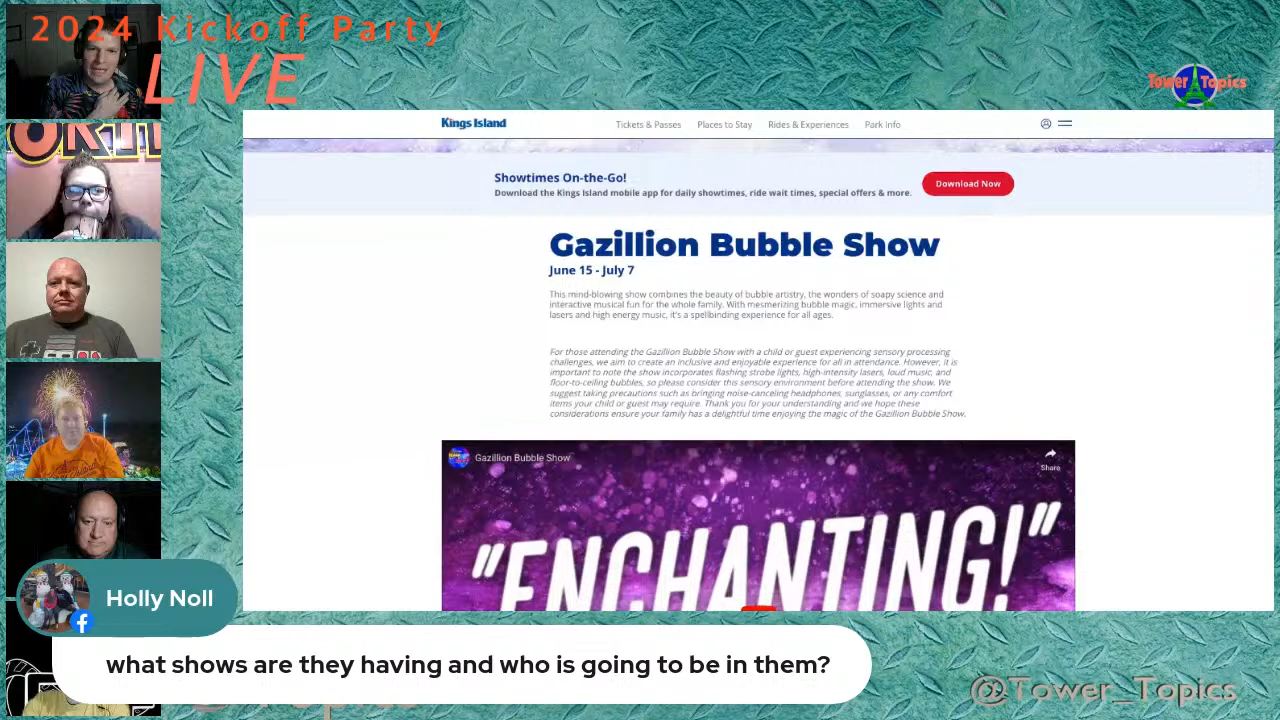 2024 Kickoff Party
LIVE
Tower Topics
Kings Island
Tickets & Passes Places to Stay Rides & Experiences Park Info
Showtimes On-the-Go!
Download the Kings Island mobile app for daily showtimes, ride wait times, special offers & more.
Download Now
Gazillion Bubble Show
June 15 - July 7
This mind-blowing show combines the beauty of bubble artistry, the wonders of soapy science and
interactive musical fun for the whole family. With mesmerizing bubble magic, immersive lights and
lasers and high energy music, it's a spellbinding experience for all ages.
For those attending the Gazillion Bubble Show with a child or guest experiencing sensory processing
challenges, we aim to create an inclusive and enjoyable experience for all in attendance. However, it is
important to note the show incorporates flashing strobe lights, high-intensity lasers, loud music, and
floor-to-ceiling bubbles, so please consider this sensory environment before attending the show. We
suggest taking precautions such as bringing noise-canceling headphones, sunglasses, or any comfort
items your child or guest may require. Thank you for your understanding and we hope these
considerations ensure your family has a delightful time enjoying the magic of the Gazillion Bubble Show.
Gazillion Bubble Show
Share
"ENCHANTING!"
Holly Noll
what shows are they having and who is going to be in them?
@Tower_Topics